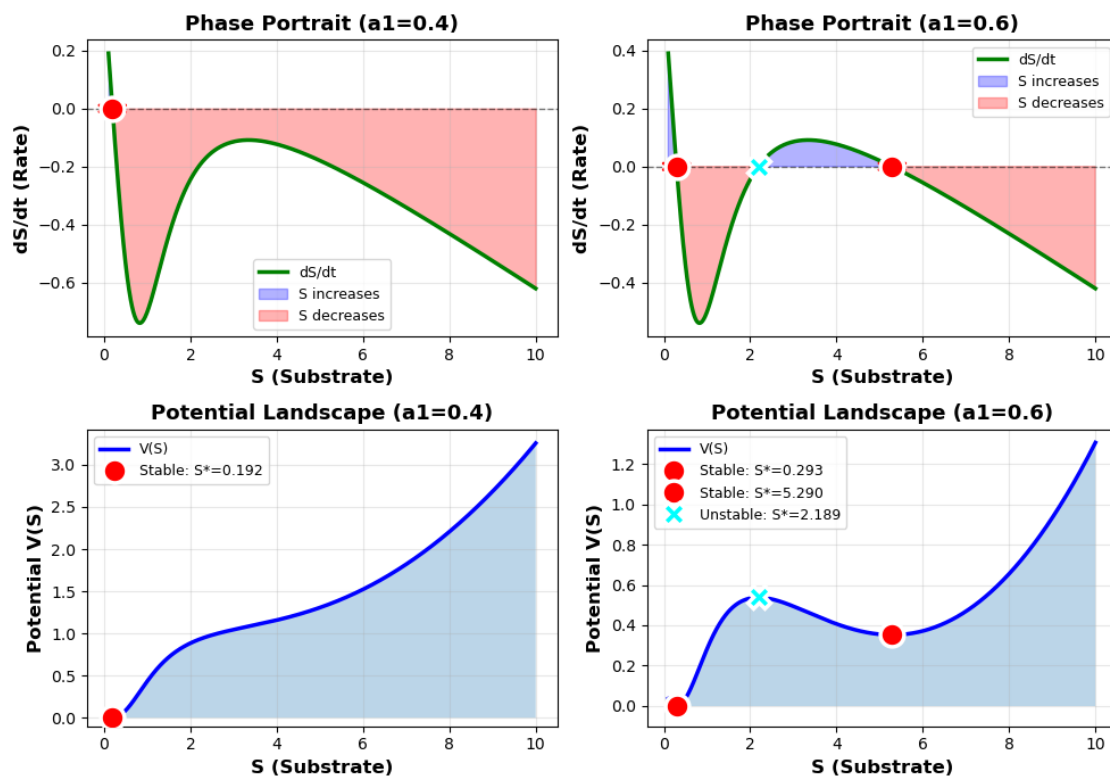 Phase Portrait (a1=0.4)
0.2
0.0
−0.2
−0.4
−0.6
dS/dt (Rate)
dS/dt
S increases
S decreases
0 2 4 6 8 10
S (Substrate)
Phase Portrait (a1=0.6)
0.4
0.2
0.0
−0.2
−0.4
dS/dt (Rate)
dS/dt
S increases
S decreases
0 2 4 6 8 10
S (Substrate)
Potential Landscape (a1=0.4)
3.0
2.5
2.0
1.5
1.0
0.5
0.0
Potential V(S)
V(S)
Stable: S*=0.192
0 2 4 6 8 10
S (Substrate)
Potential Landscape (a1=0.6)
1.2
1.0
0.8
0.6
0.4
0.2
0.0
Potential V(S)
V(S)
Stable: S*=0.293
Stable: S*=5.290
Unstable: S*=2.189
0 2 4 6 8 10
S (Substrate)